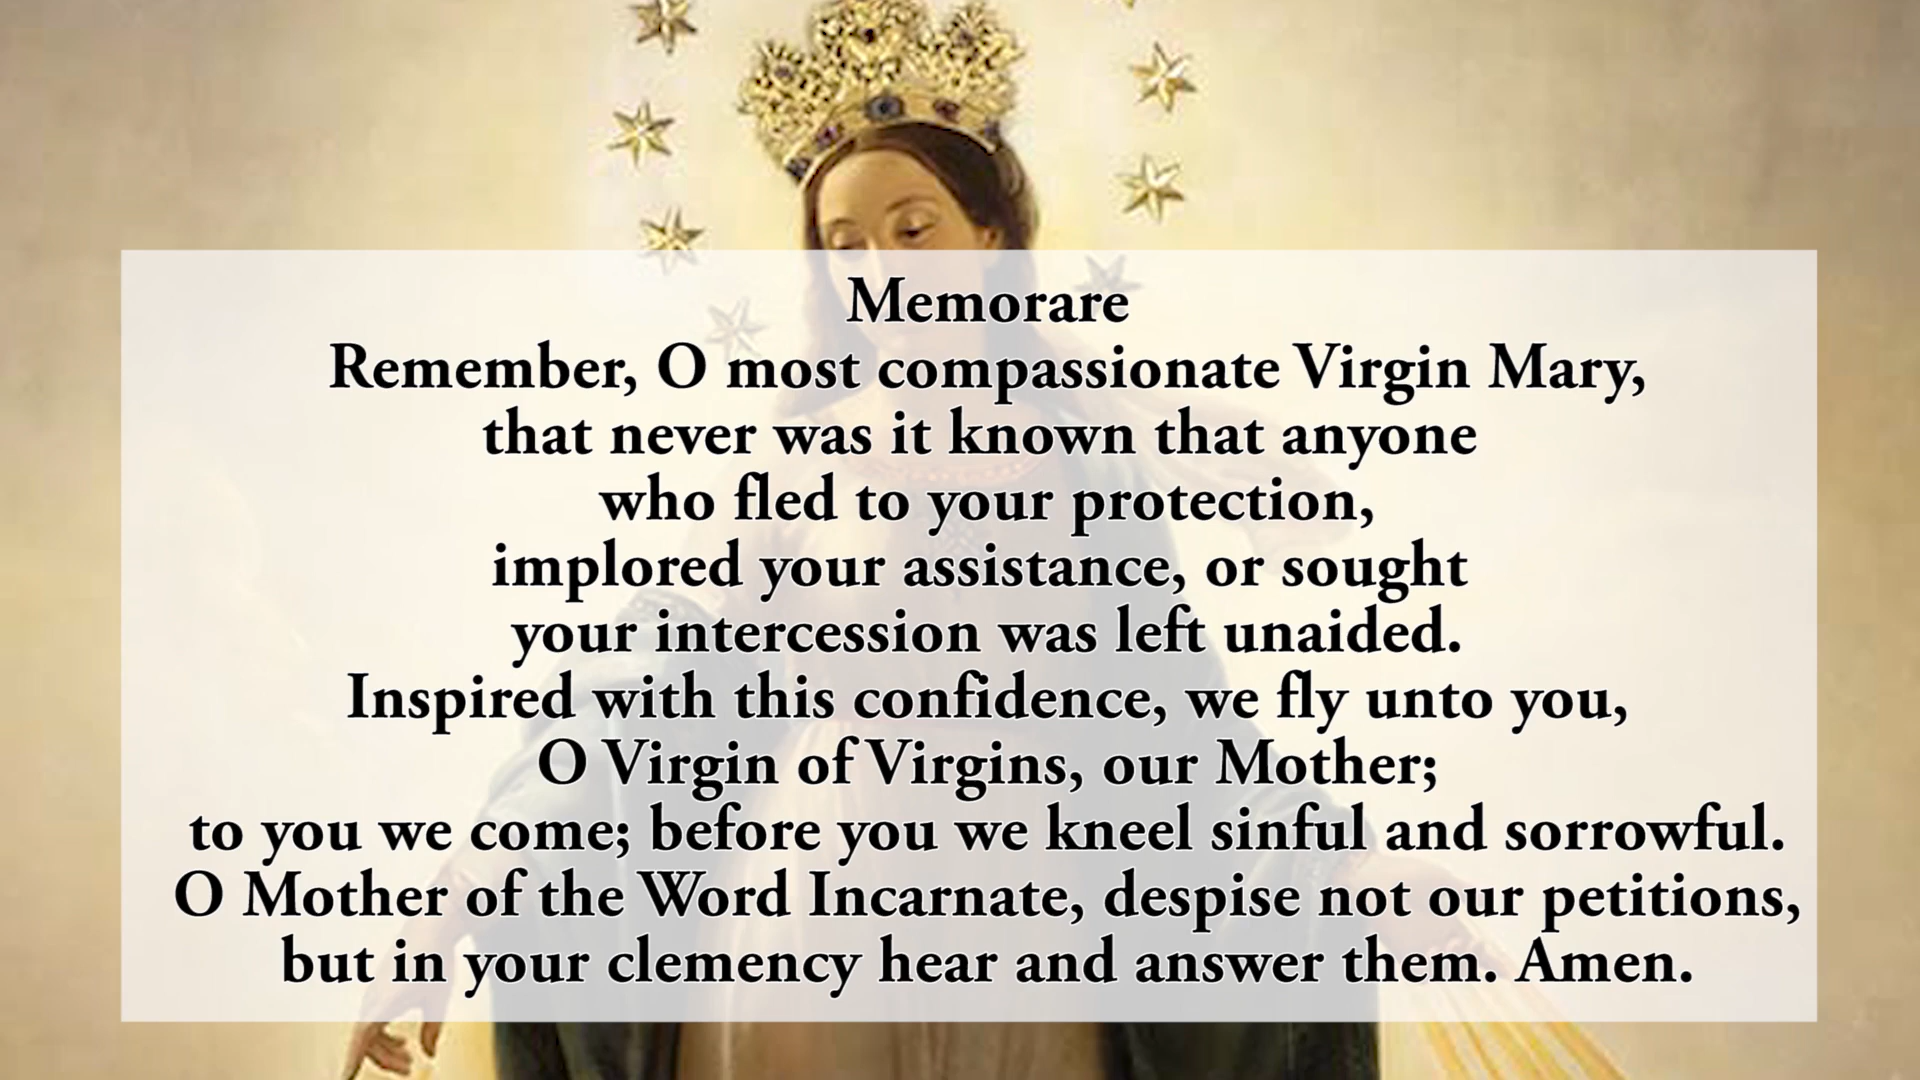 Memorare
Remember, O most compassionate Virgin Mary,
that never was it known that anyone
who fled to your protection,
implored your assistance, or sought
your intercession was left unaided.
Inspired with this confidence, we fly unto you,
O Virgin of Virgins, our Mother;
to you we come; before you we kneel sinful and sorrowful.
O Mother of the Word Incarnate, despise not our petitions,
but in your clemency hear and answer them. Amen.